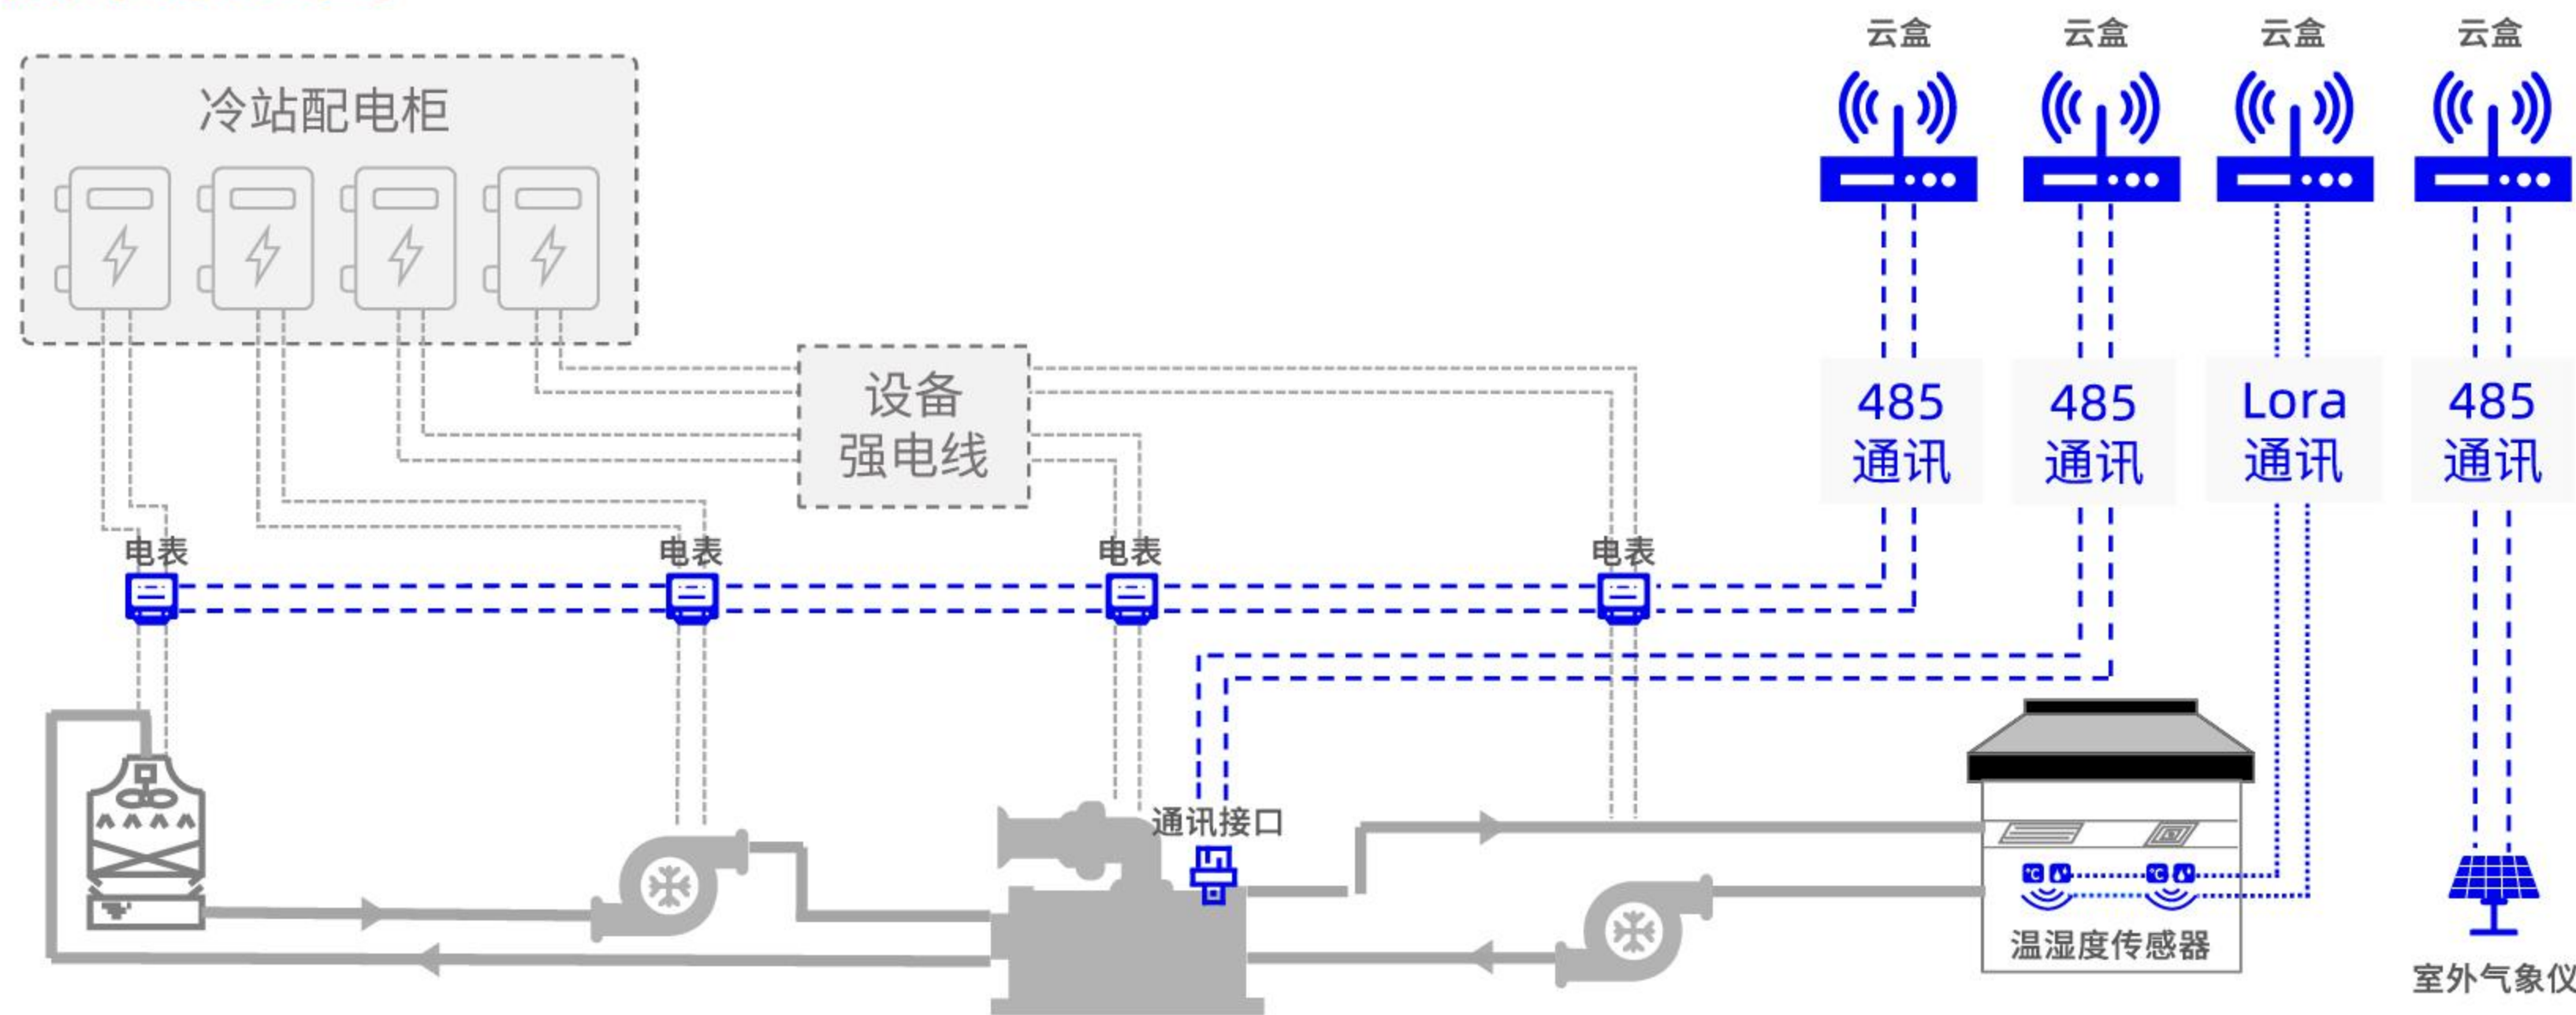 云盒
云盒
云盒
云盒
冷站配电柜
设备
强电线
485
通讯
485
通讯
Lora
通讯
485
通讯
电表
电表
电表
电表
通讯接口
°C
°C
温湿度传感器
室外气象仪